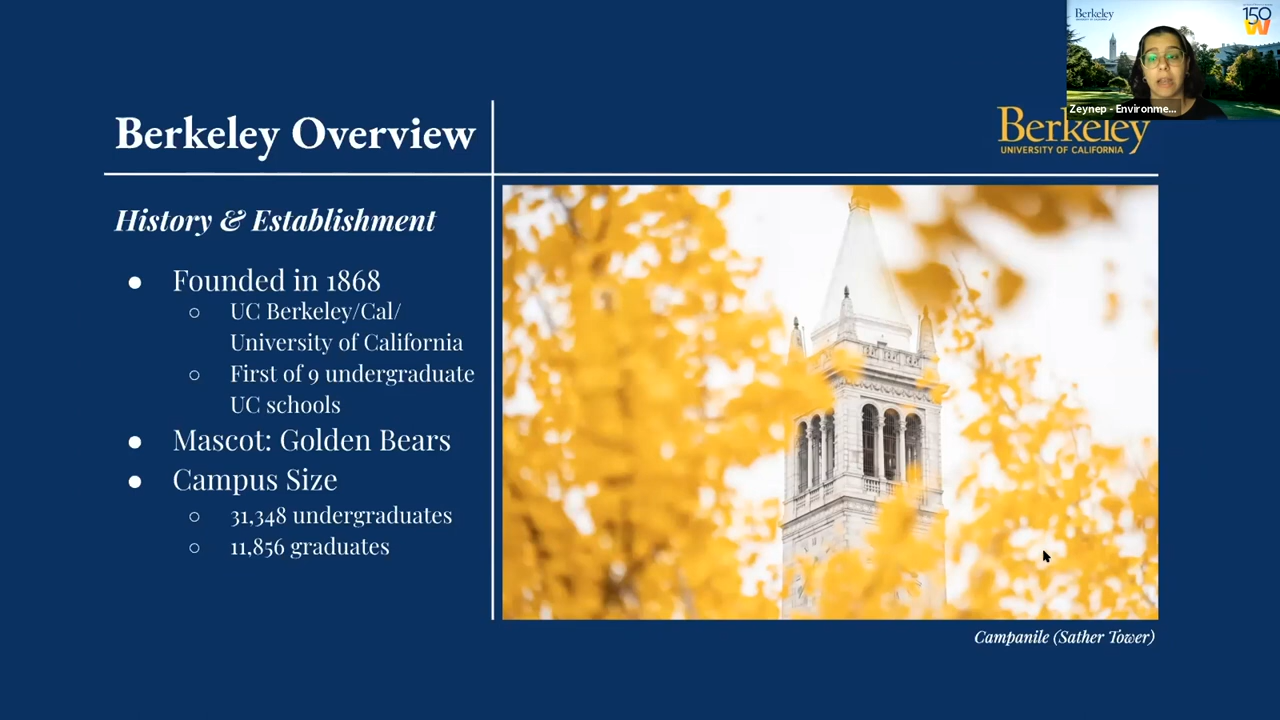 Berkeley
150
W
Zeynep - Environme...
Berkeley Overview
Berkeley
UNIVERSITY OF CALIFORNIA
History & Establishment
● Founded in 1868
○ UC Berkeley/Cal/
University of California
○ First of 9 undergraduate
UC schools
● Mascot: Golden Bears
● Campus Size
○ 31,348 undergraduates
○ 11,856 graduates
Campanile (Sather Tower)